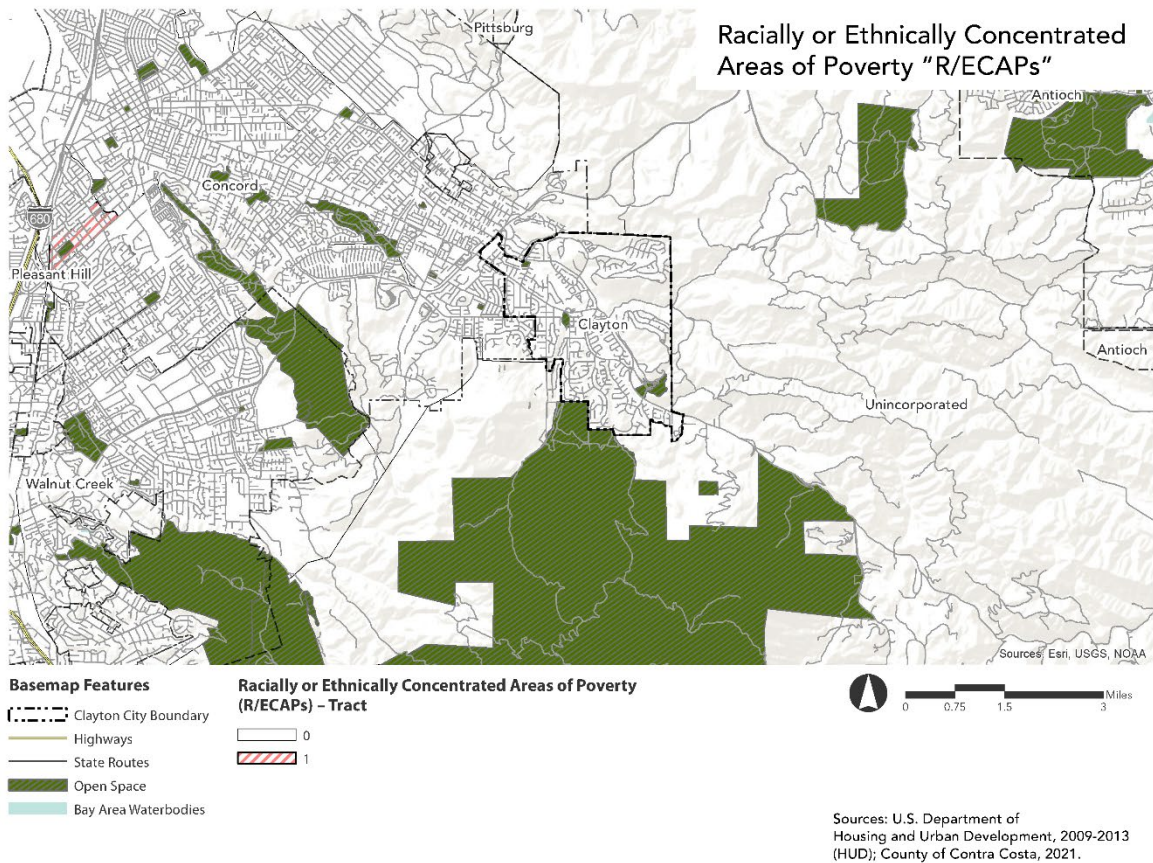 Racially or Ethnically Concentrated
Areas of Poverty "R/ECAPs"
Pittsburg
Antioch
Concord
680
Pleasant Hill
Clayton
Antioch
Unincorporated
Walnut Creek
Sources: Esri, USGS, NOAA
Basemap Features
Clayton City Boundary
Highways
State Routes
Open Space
Bay Area Waterbodies
Racially or Ethnically Concentrated Areas of Poverty
(R/ECAPs) – Tract
0
1
Miles
0 0.75 1.5 3
Sources: U.S. Department of
Housing and Urban Development, 2009-2013
(HUD); County of Contra Costa, 2021.